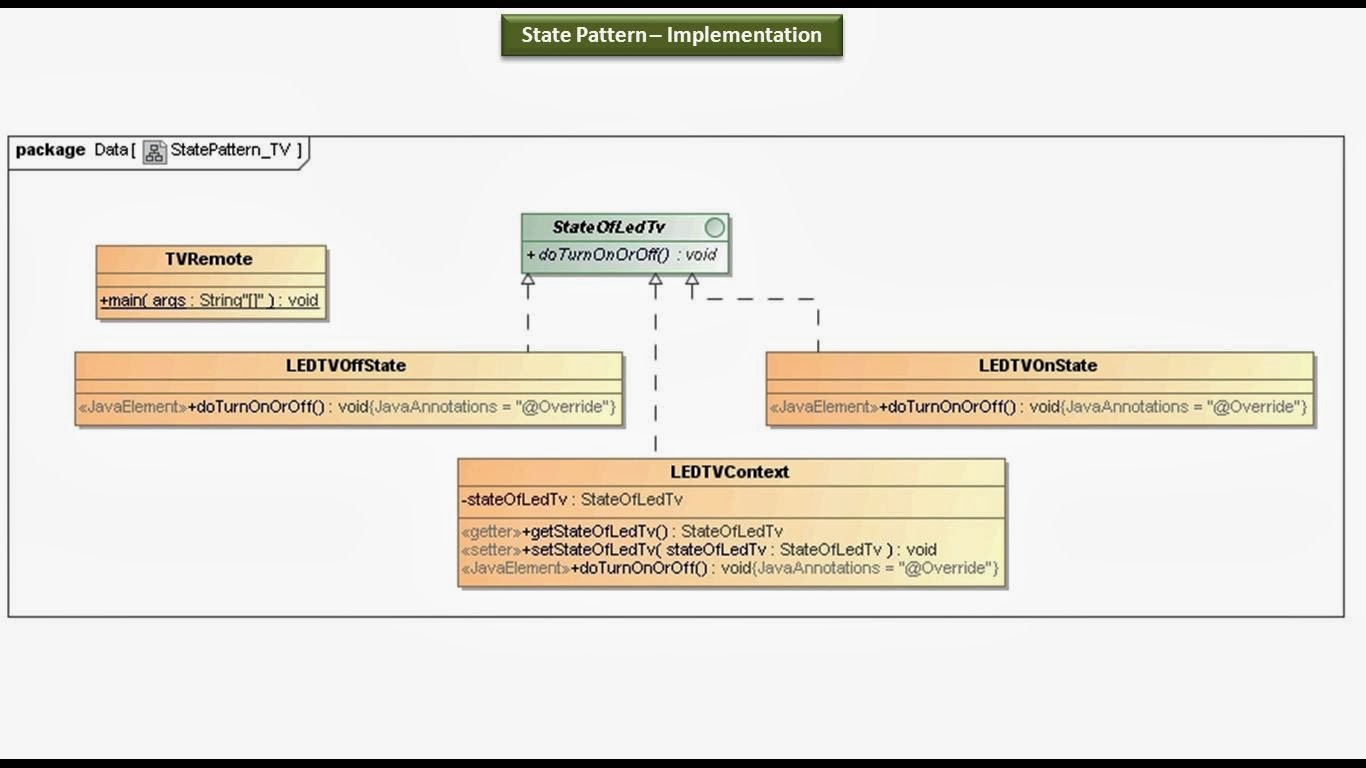 State Pattern – Implementation
package Data[ StatePattern_TV ]
StateOfLedTv
+ doTurnOnOrOff() : void
TVRemote
+main( args : String"[]" ) : void
LEDTVOffState
«JavaElement»+doTurnOnOrOff() : void{JavaAnnotations = "@Override"}
LEDTVOnState
«JavaElement»+doTurnOnOrOff() : void{JavaAnnotations = "@Override"}
LEDTVContext
-stateOfLedTv : StateOfLedTv
«getter»+getStateOfLedTv() : StateOfLedTv
«setter»+setStateOfLedTv( stateOfLedTv : StateOfLedTv ) : void
«JavaElement»+doTurnOnOrOff() : void{JavaAnnotations = "@Override"}